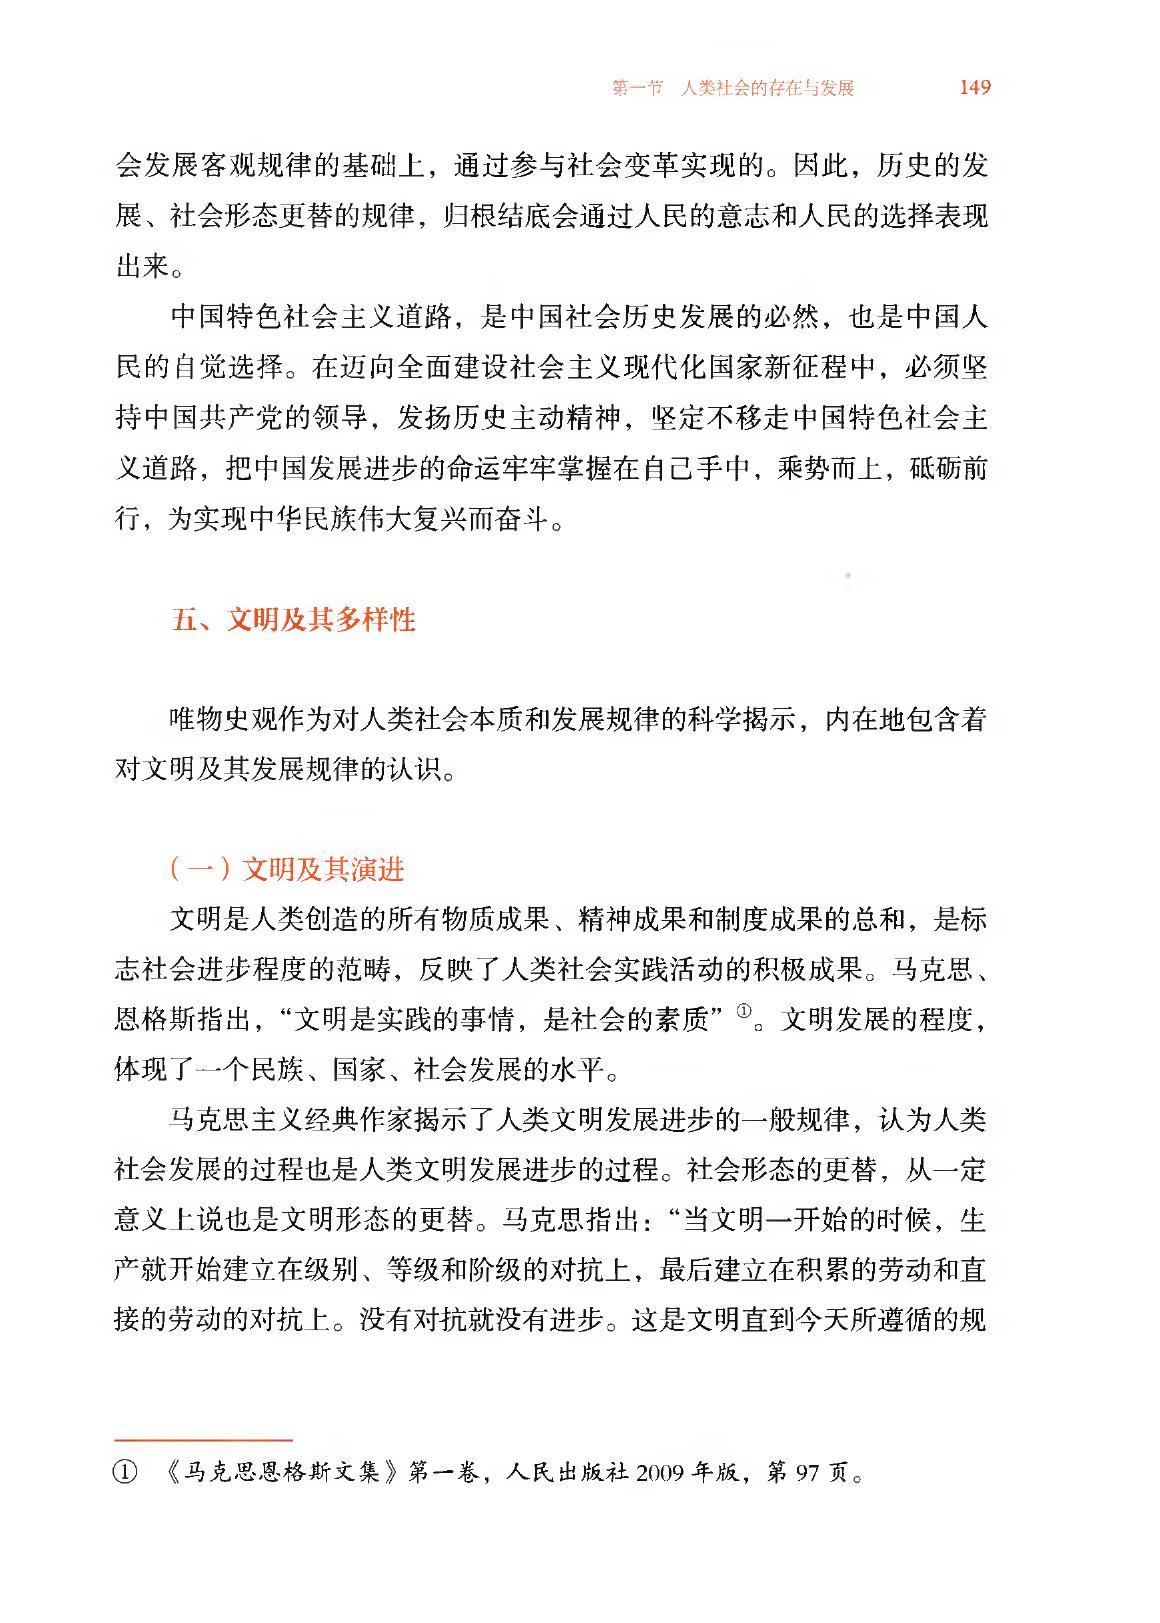 第一节 人类社会的存在与发展 149
会发展客观规律的基础上，通过参与社会变革实现的。因此，历史的发
展、社会形态更替的规律，归根结底会通过人民的意志和人民的选择表现
出来。
中国特色社会主义道路，是中国社会历史发展的必然，也是中国人
民的自觉选择。在迈向全面建设社会主义现代化国家新征程中，必须坚
持中国共产党的领导，发扬历史主动精神，坚定不移走中国特色社会主
义道路，把中国发展进步的命运牢牢掌握在自己手中，乘势而上，砥砺前
行，为实现中华民族伟大复兴而奋斗。
五、文明及其多样性
唯物史观作为对人类社会本质和发展规律的科学揭示，内在地包含着
对文明及其发展规律的认识。
（一）文明及其演进
文明是人类创造的所有物质成果、精神成果和制度成果的总和，是标
志社会进步程度的范畴，反映了人类社会实践活动的积极成果。马克思、
恩格斯指出，“文明是实践的事情，是社会的素质”①。文明发展的程度，
体现了一个民族、国家、社会发展的水平。
马克思主义经典作家揭示了人类文明发展进步的一般规律，认为人类
社会发展的过程也是人类文明发展进步的过程。社会形态的更替，从一定
意义上说也是文明形态的更替。马克思指出：“当文明一开始的时候，生
产就开始建立在级别、等级和阶级的对抗上，最后建立在积累的劳动和直
接的劳动的对抗上。没有对抗就没有进步。这是文明直到今天所遵循的规
① 《马克思恩格斯文集》第一卷，人民出版社 2009 年版，第 97 页。